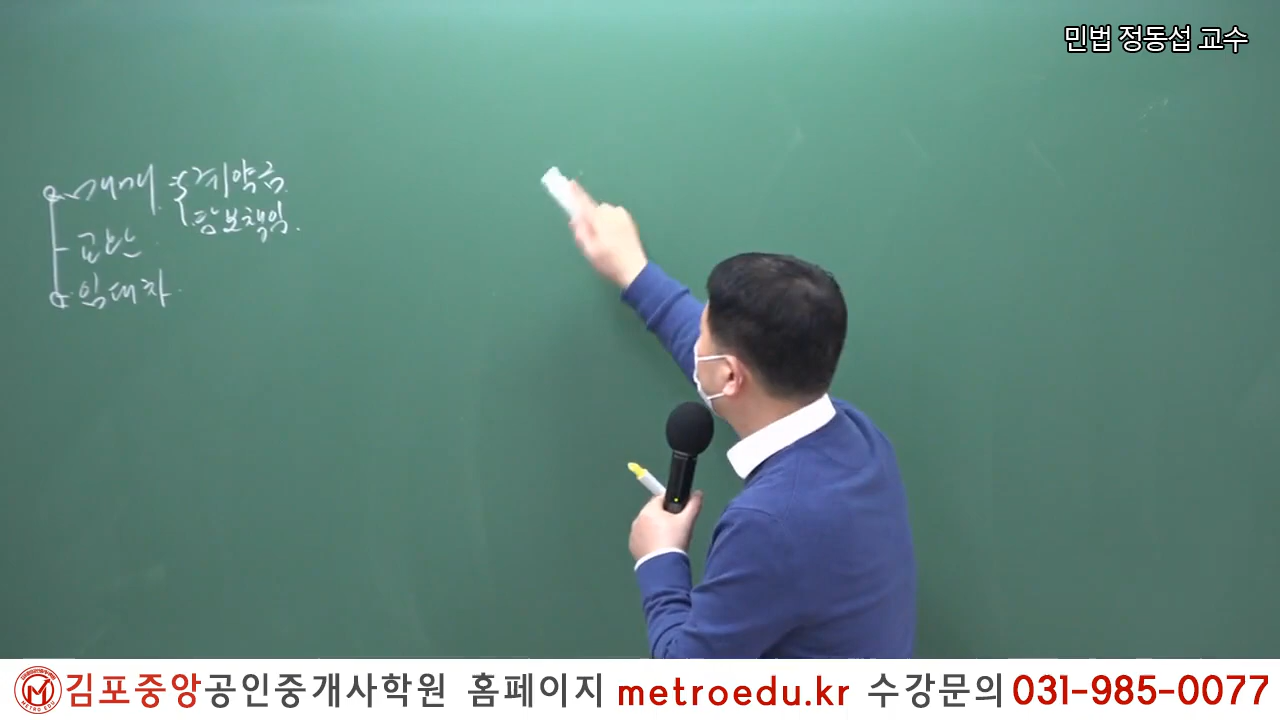 민법 정동섭 교수
매매 계약금.
담보책임.
교환
임대차.
METRO EDU
김포중앙공인중개사학원 홈페이지 metroedu.kr 수강문의 031-985-0077